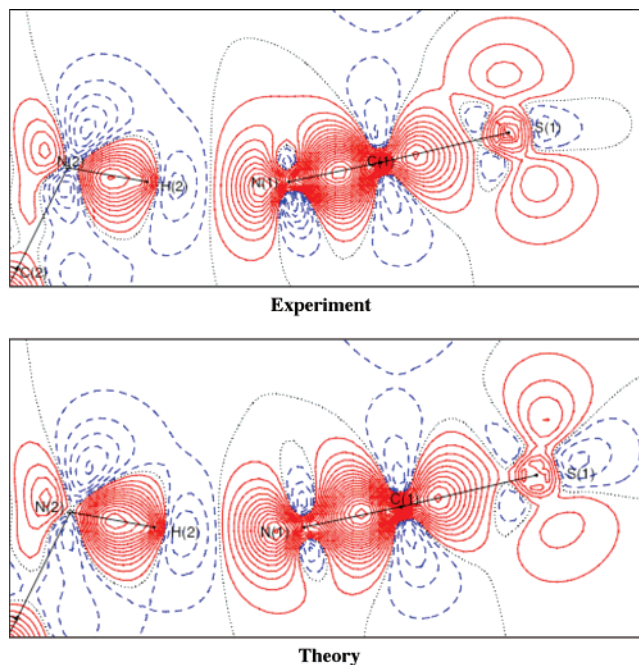 S(1)
C(1)
N(2)
N(1)
H(2)
C(2)
Experiment
S(1)
C(1)
N(2)
N(1)
H(2)
Theory